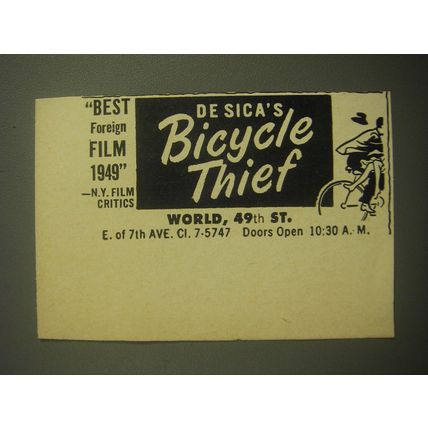 "BEST
Foreign
FILM
1949"
—N.Y. FILM
CRITICS
DE SICA'S
Bicycle
Thief
WORLD, 49th ST.
E. of 7th AVE. CI. 7-5747 Doors Open 10:30 A. M.